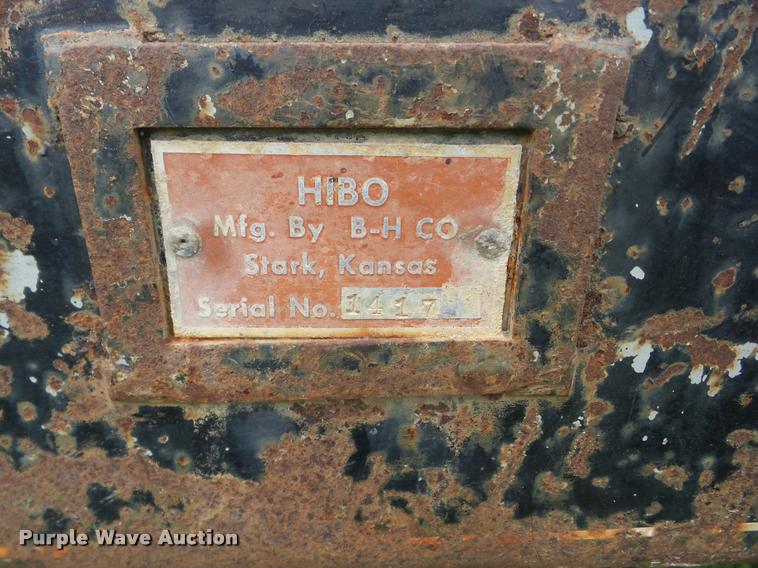 HIBO
Mfg. By B-H CO.
Stark, Kansas
Serial No. 1417
Purple Wave Auction